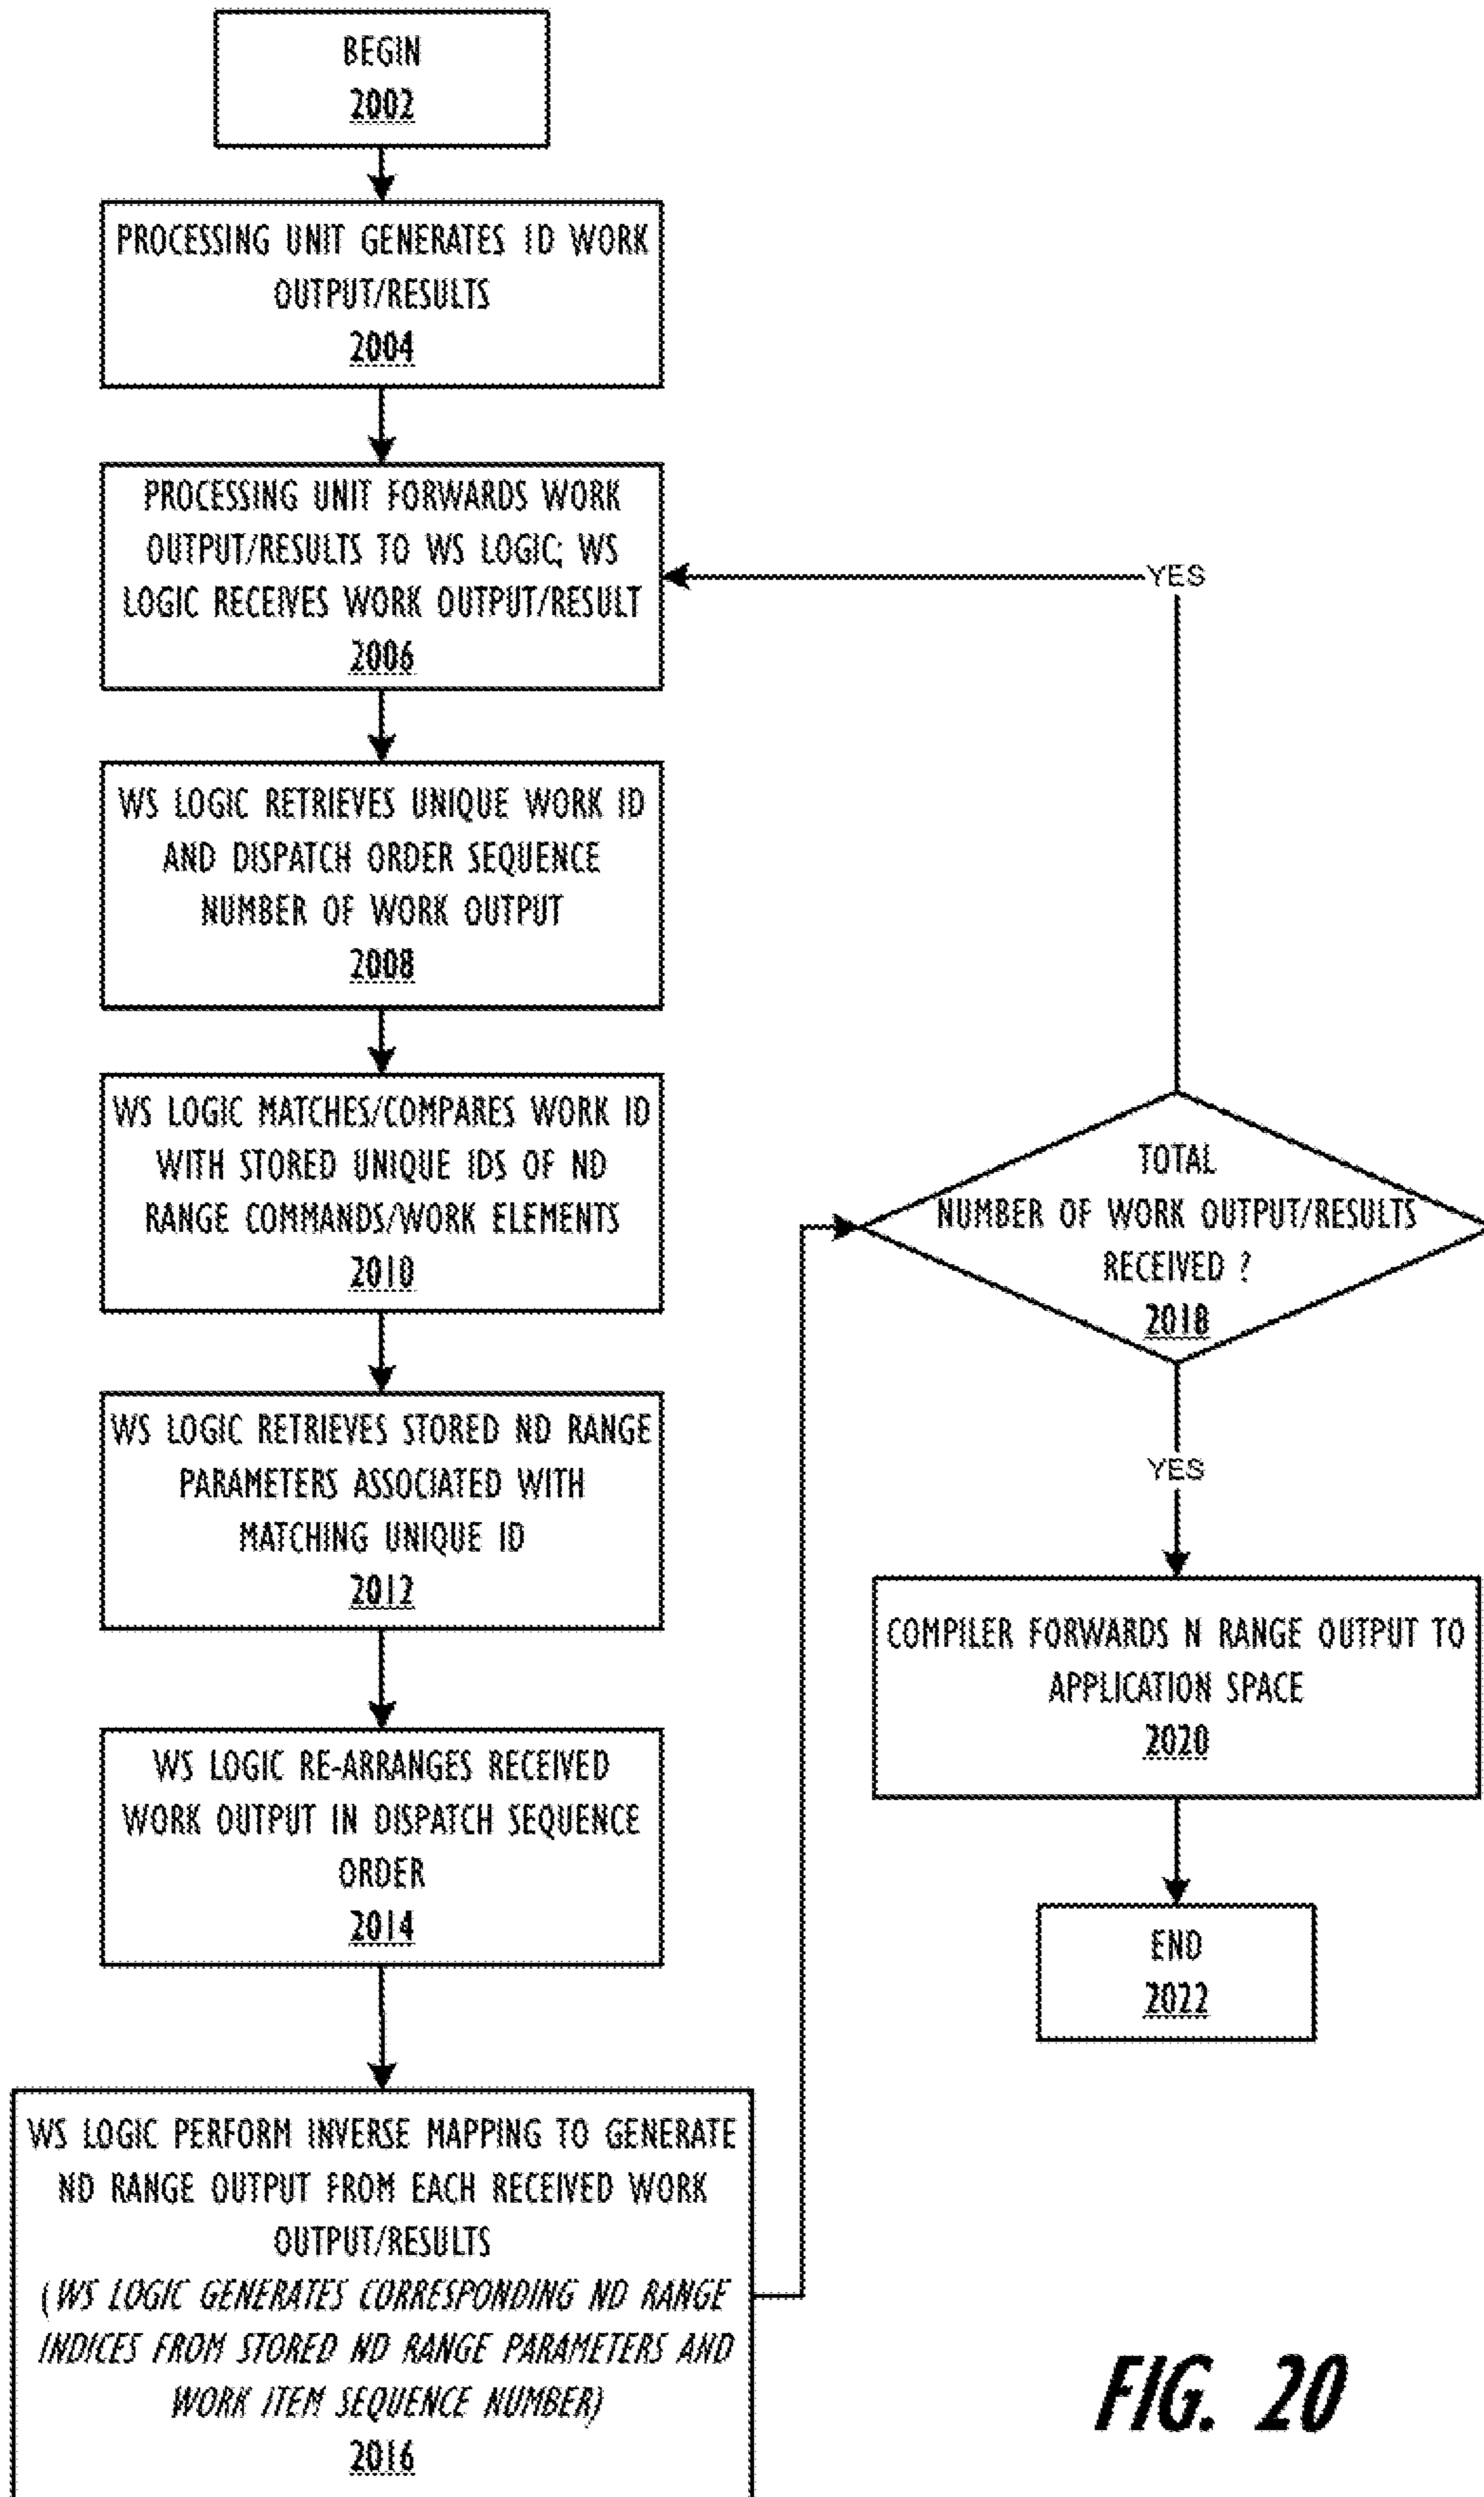 BEGIN
2002
PROCESSING UNIT GENERATES 1D WORK
OUTPUT/RESULTS
2004
PROCESSING UNIT FORWARDS WORK
OUTPUT/RESULTS TO WS LOGIC; WS
LOGIC RECEIVES WORK OUTPUT/RESULT
2006
WS LOGIC RETRIEVES UNIQUE WORK ID
AND DISPATCH ORDER SEQUENCE
NUMBER OF WORK OUTPUT
2008
WS LOGIC MATCHES/COMPARES WORK ID
WITH STORED UNIQUE IDS OF ND
RANGE COMMANDS/WORK ELEMENTS
2010
WS LOGIC RETRIEVES STORED ND RANGE
PARAMETERS ASSOCIATED WITH
MATCHING UNIQUE ID
2012
WS LOGIC RE-ARRANGES RECEIVED
WORK OUTPUT IN DISPATCH SEQUENCE
ORDER
2014
WS LOGIC PERFORM INVERSE MAPPING TO GENERATE
ND RANGE OUTPUT FROM EACH RECEIVED WORK
OUTPUT/RESULTS
(WS LOGIC GENERATES CORRESPONDING ND RANGE
INDICES FROM STORED ND RANGE PARAMETERS AND
WORK ITEM SEQUENCE NUMBER)
2016
YES
TOTAL
NUMBER OF WORK OUTPUT/RESULTS
RECEIVED ?
2018
YES
COMPILER FORWARDS N RANGE OUTPUT TO
APPLICATION SPACE
2020
END
2022
FIG. 20